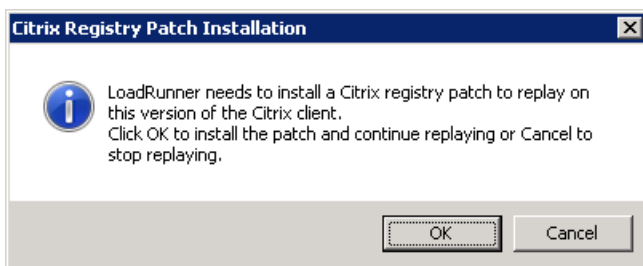 Citrix Registry Patch Installation
LoadRunner needs to install a Citrix registry patch to replay on
this version of the Citrix client.
Click OK to install the patch and continue replaying or Cancel to
stop replaying.
OK
Cancel